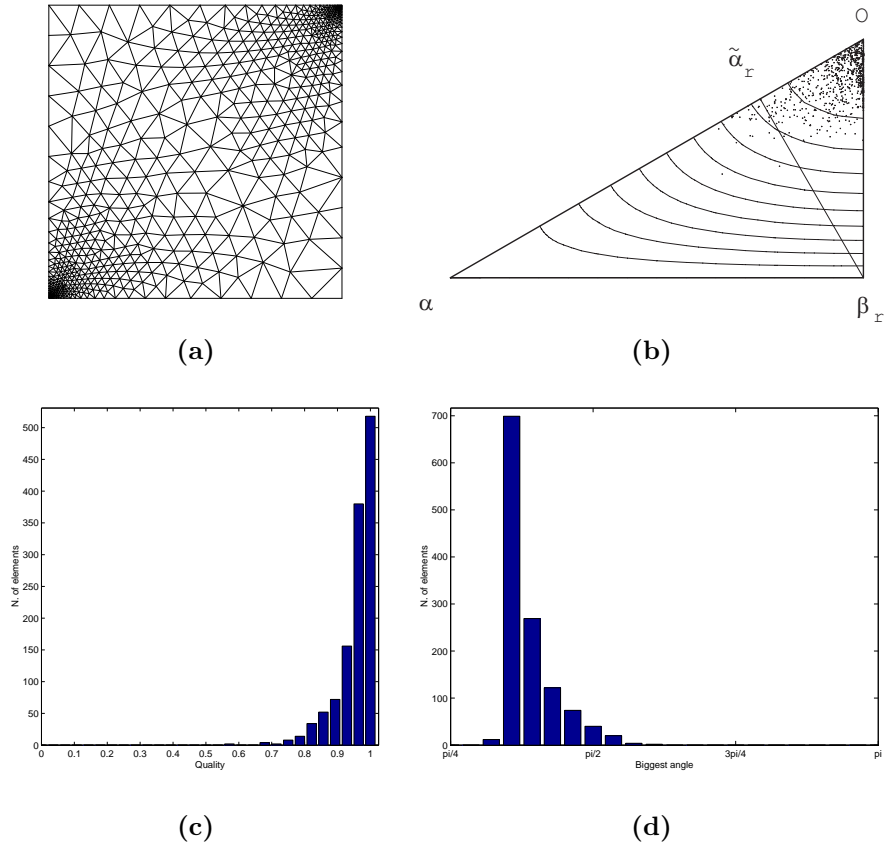 O
α̃ r
α
β r
(a)
(b)
500
450
400
350
300
250
200
150
100
50
0
N. of elements
0 0.1 0.2 0.3 0.4 0.5 0.6 0.7 0.8 0.9 1
Quality
700
600
500
400
300
200
100
0
N. of elements
pi/4 pi/2 3pi/4 pi
Biggest angle
(c)
(d)